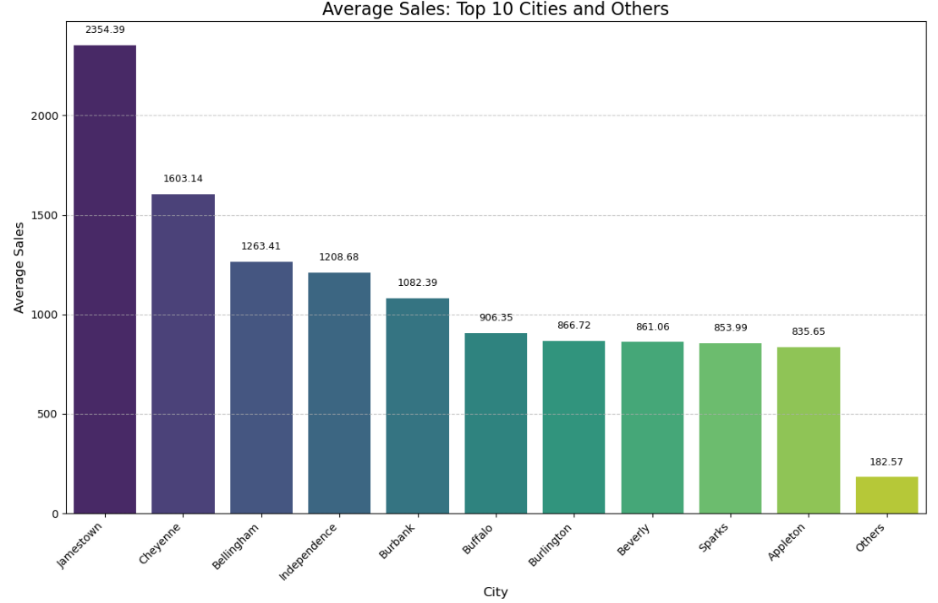 Average Sales: Top 10 Cities and Others
Average Sales
2000
1500
1000
500
0
2354.39
1603.14
1263.41
1208.68
1082.39
906.35
866.72
861.06
853.99
835.65
182.57
Jamestown
Cheyenne
Bellingham
Independence
Burbank
Buffalo
Burlington
Beverly
Sparks
Appleton
Others
City